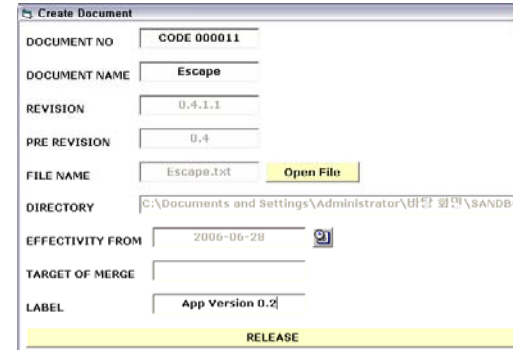 Create Document
DOCUMENT NO CODE 000011
DOCUMENT NAME Escape
REVISION 0.4.1.1
PRE REVISION 0.4
FILE NAME Escape.txt Open File
DIRECTORY C:\Documents and Settings\Administrator\바탕 화면\SANDB
EFFECTIVITY FROM 2006-06-28
TARGET OF MERGE
LABEL App Version 0.2
RELEASE